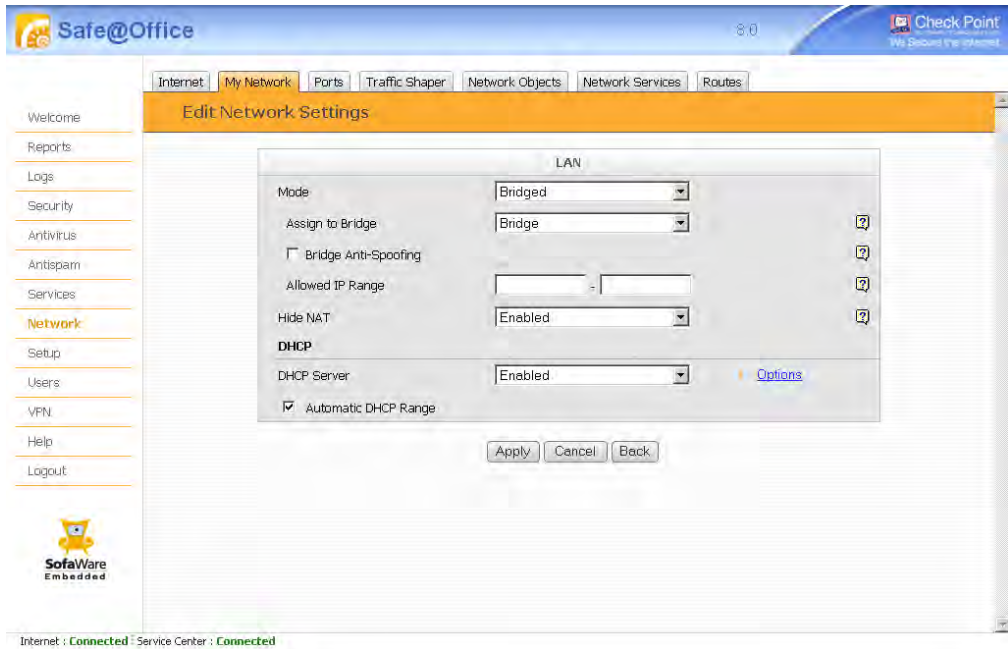 Safe@Office
8.0
Check Point
We Secure the Internet
Internet My Network Ports Traffic Shaper Network Objects Network Services Routes
Edit Network Settings
Welcome
Reports
Logs
Security
Antivirus
Antispam
Services
Network
Setup
Users
VPN
Help
Logout
SofaWare
Embedded
LAN
Mode Bridged
Assign to Bridge Bridge
Bridge Anti-Spoofing
Allowed IP Range -
Hide NAT Enabled
DHCP
DHCP Server Enabled Options
Automatic DHCP Range
Apply Cancel Back
Internet : Connected Service Center : Connected